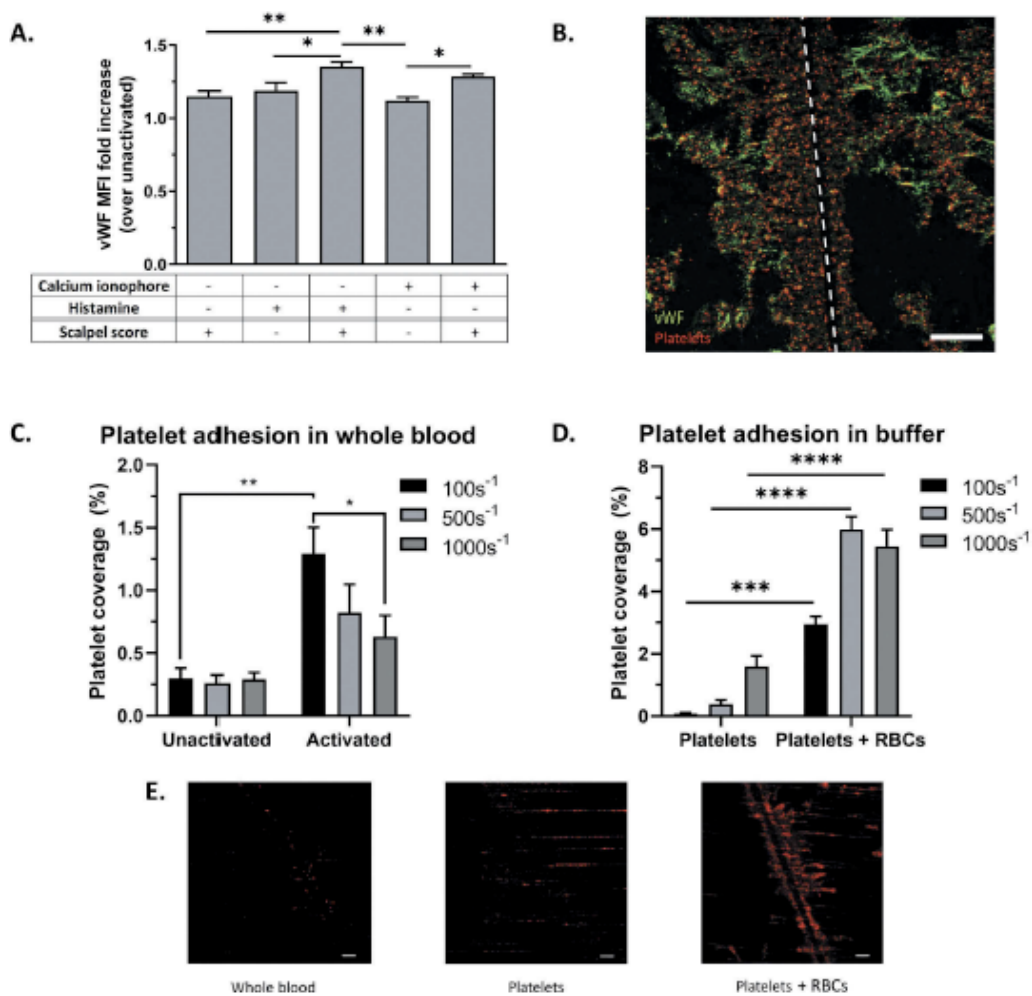 A.
vWF MFI fold increase
(over unactivated)
1.5
1.0
0.5
0.0
** * ** *
Calcium ionophore - - - + +
Histamine - + + - -
Scalpel score + - + - +
B.
vWF
Platelets
C.
Platelet adhesion in whole blood
Platelet coverage (%)
2.0
1.5
1.0
0.5
0.0
** *
100s⁻¹
500s⁻¹
1000s⁻¹
Unactivated Activated
D.
Platelet adhesion in buffer
Platelet coverage (%)
8
6
4
2
0
****
****
***
100s⁻¹
500s⁻¹
1000s⁻¹
Platelets Platelets + RBCs
E.
Whole blood Platelets Platelets + RBCs